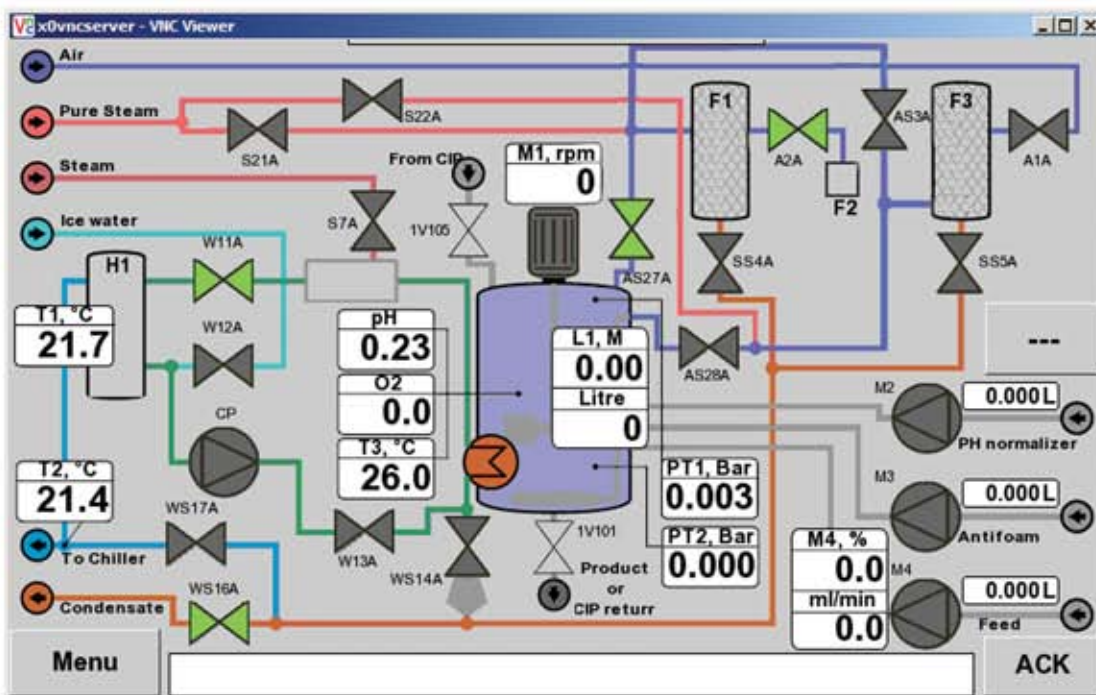 x0vncserver - VNC Viewer
Air
Pure Steam
S22A
S21A
Steam
From CIP
M1, rpm
0
F1
A2A
F2
AS3A
F3
A1A
Ice water
S7A
1V105
W11A
AS27A
SS4A
SS5A
H1
T1, °C
21.7
W12A
pH
0.23
O2
0.0
T3, °C
26.0
L1, M
0.00
Litre
0
AS28A
---
CP
M2
0.000L
PH normalizer
T2, °C
21.4
WS17A
PT1, Bar
0.003
M3
0.000L
Antifoam
To Chiller
W13A
WS14A
1V101
PT2, Bar
0.000
M4, %
0.0
ml/min
0.0
M4
0.000L
Feed
Condensate
WS16A
Product
or
CIP returr
Menu
ACK